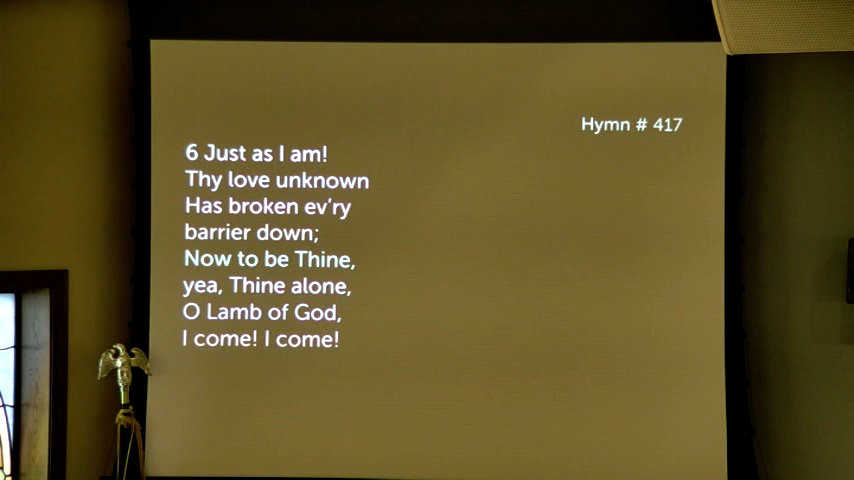 Hymn # 417
6 Just as I am!
Thy love unknown
Has broken ev'ry
barrier down;
Now to be Thine,
yea, Thine alone,
O Lamb of God,
I come! I come!